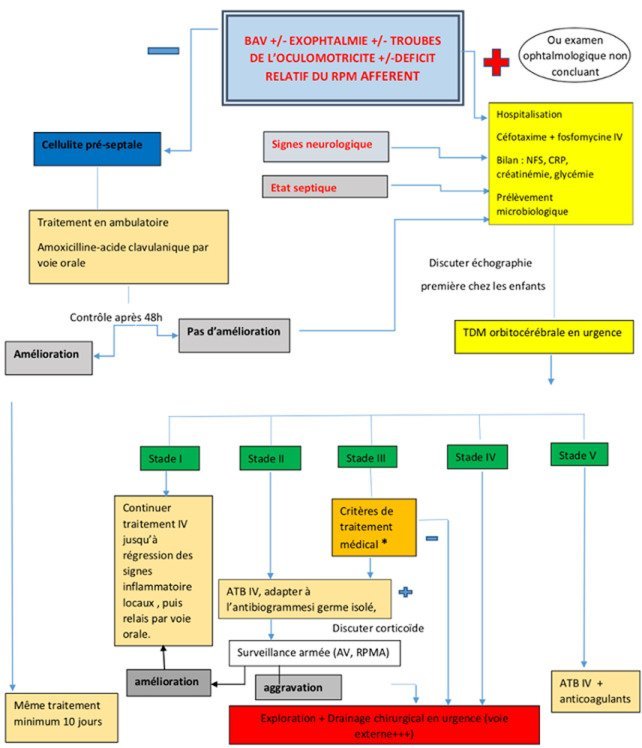 BAV +/- EXOPHTALMIE +/- TROUBES
DE L'OCULOMOTRICITE +/-DEFICIT
RELATIF DU RPM AFFERENT
Ou examen
ophtalmologique non
concluant
Cellulite pré-septale
Signes neurologique
Etat septique
Hospitalisation
Céfotaxime + fosfomycine IV
Bilan : NFS, CRP,
créatinémie, glycémie
Prélèvement
microbiologique
Traitement en ambulatoire
Amoxicilline-acide clavulanique par
voie orale
Discuter échographie
première chez les enfants
Contrôle après 48h
Pas d'amélioration
Amélioration
TDM orbitocérébrale en urgence
Stade I
Stade II
Stade III
Stade IV
Stade V
Continuer
traitement IV
jusqu'à
régression des
signes
inflammatoire
locaux , puis
relais par voie
orale.
Critères de
traitement
médical *
ATB IV, adapter à
l'antibiogrammesi germe isolé,
Discuter corticoïde
Surveillance armée (AV, RPMA)
amélioration
aggravation
ATB IV +
anticoagulants
Même traitement
minimum 10 jours
Exploration + Drainage chirurgical en urgence (voie
externe+++)